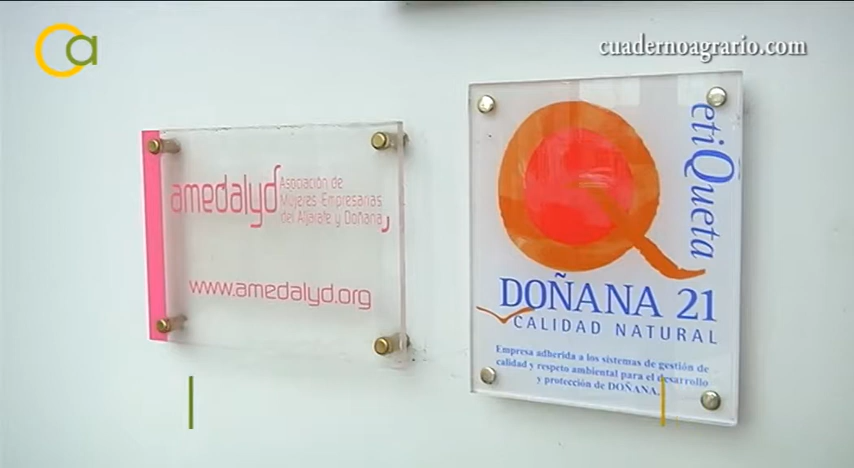 ca
cuadernoagrario.com
amedalyd
Asociación de
Mujeres Empresarias
del Aljarafe y Doñana
www.amedalyd.org
etiQueta
DOÑANA 21
CALIDAD NATURAL
Empresa adherida a los sistemas de gestión de
calidad y respeto ambiental para el desarrollo
y protección de DOÑANA.